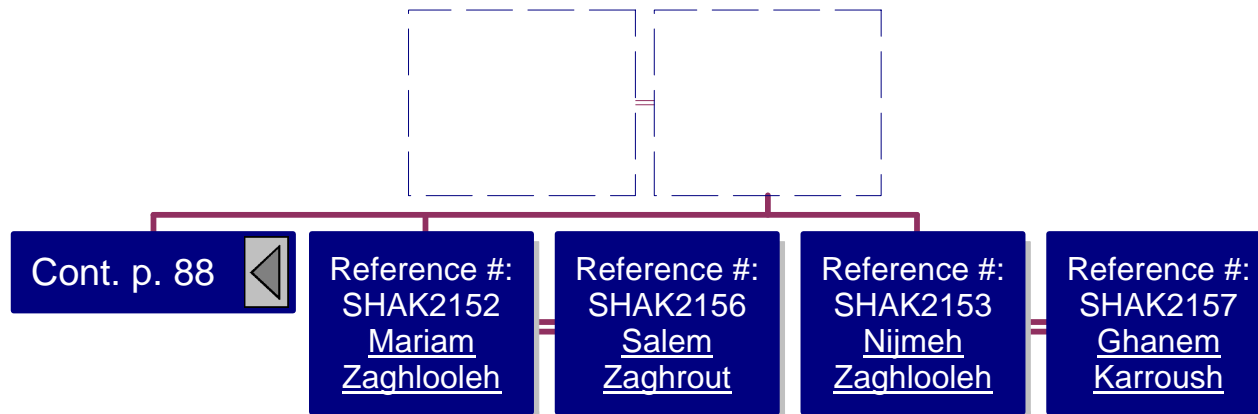 Cont. p. 88
Reference #:
SHAK2152
Mariam
Zaghlooleh
Reference #:
SHAK2156
Salem
Zaghrout
Reference #:
SHAK2153
Nijmeh
Zaghlooleh
Reference #:
SHAK2157
Ghanem
Karroush